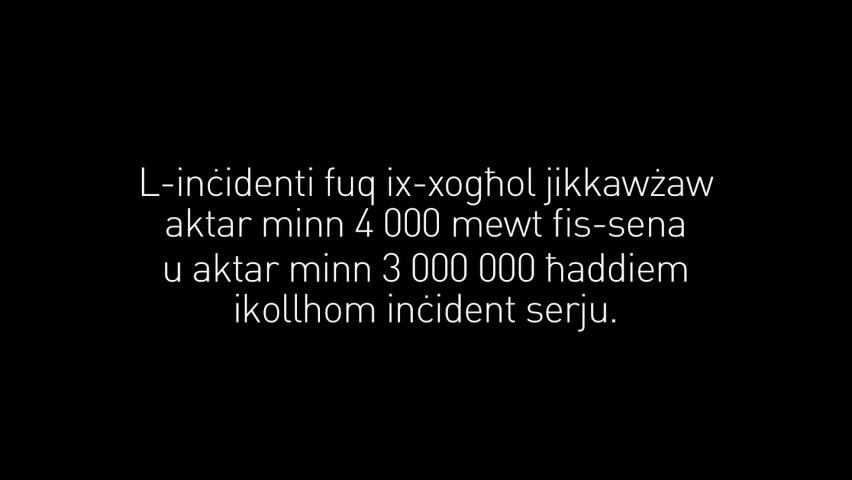 L-inċidenti fuq ix-xogħol jikkawżaw
aktar minn 4 000 mewt fis-sena
u aktar minn 3 000 000 ħaddiem
ikollhom inċident serju.